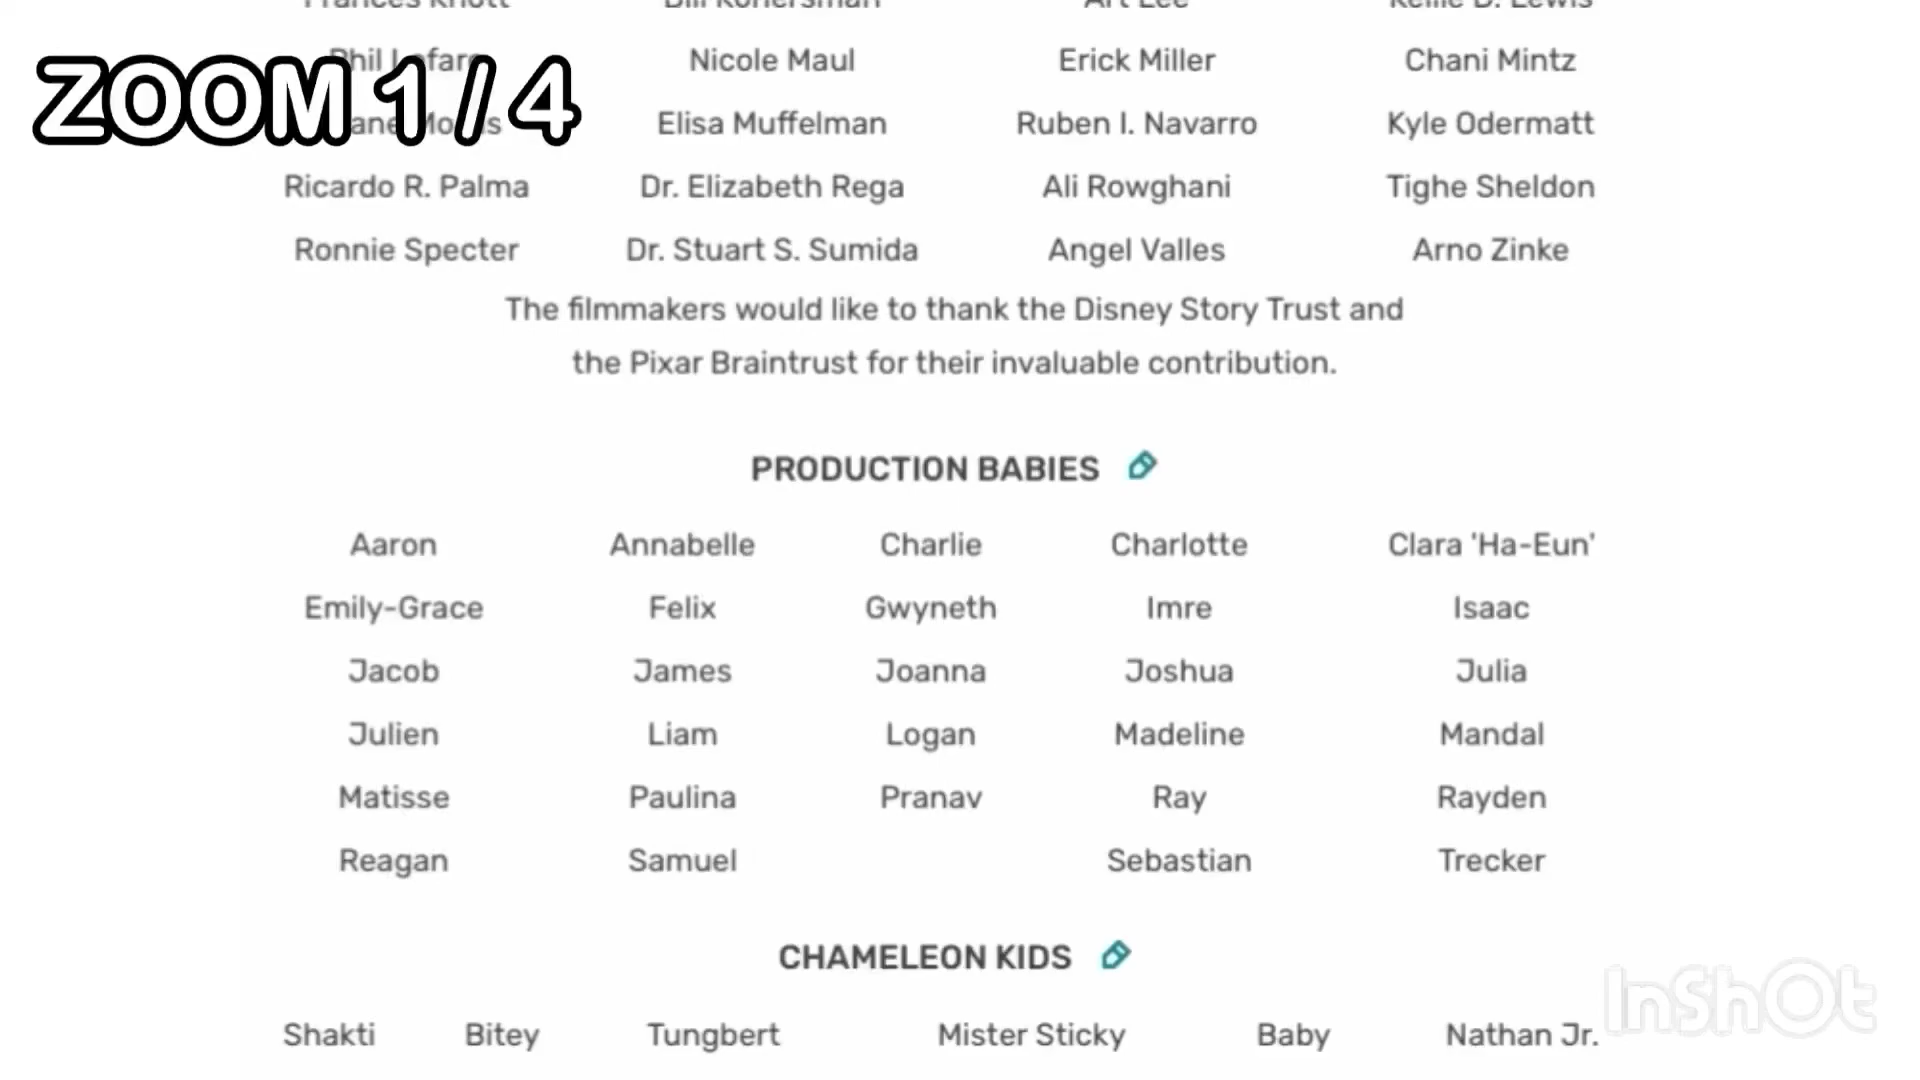 ZOOM 1/4
Nicole Maul Erick Miller Chani Mintz
Elisa Muffelman Ruben I. Navarro Kyle Odermatt
Ricardo R. Palma Dr. Elizabeth Rega Ali Rowghani Tighe Sheldon
Ronnie Specter Dr. Stuart S. Sumida Angel Valles Arno Zinke
The filmmakers would like to thank the Disney Story Trust and
the Pixar Braintrust for their invaluable contribution.
PRODUCTION BABIES
Aaron Annabelle Charlie Charlotte Clara 'Ha-Eun'
Emily-Grace Felix Gwyneth Imre Isaac
Jacob James Joanna Joshua Julia
Julien Liam Logan Madeline Mandal
Matisse Paulina Pranav Ray Rayden
Reagan Samuel Sebastian Trecker
CHAMELEON KIDS
Shakti Bitey Tungbert Mister Sticky Baby Nathan Jr.
InShOt